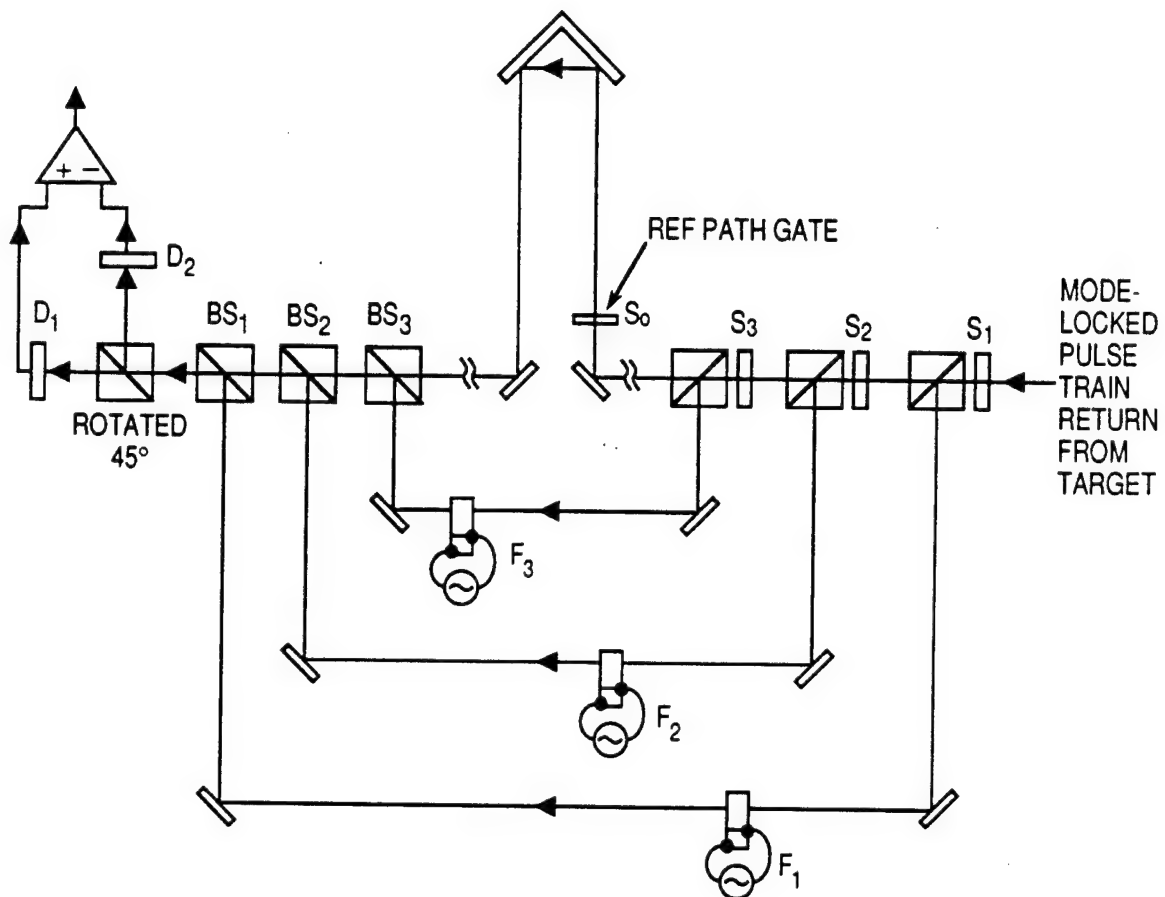 REF PATH GATE
S₀
+ −
D₂
D₁
BS₁
BS₂
BS₃
S₃
S₂
S₁
MODE-
LOCKED
PULSE
TRAIN
RETURN
FROM
TARGET
ROTATED
45°
F₃
F₂
F₁